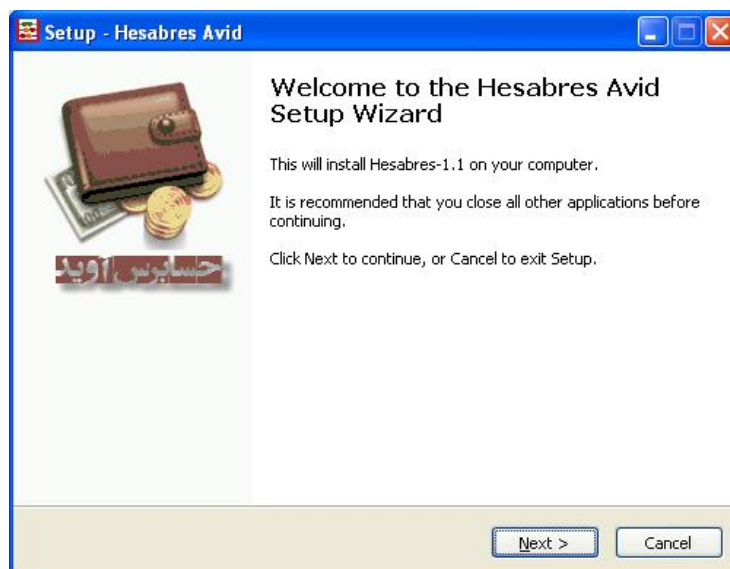 Setup - Hesabres Avid
Welcome to the Hesabres Avid
Setup Wizard
This will install Hesabres-1.1 on your computer.
It is recommended that you close all other applications before
continuing.
Click Next to continue, or Cancel to exit Setup.
حسابرس آوید
Next >
Cancel